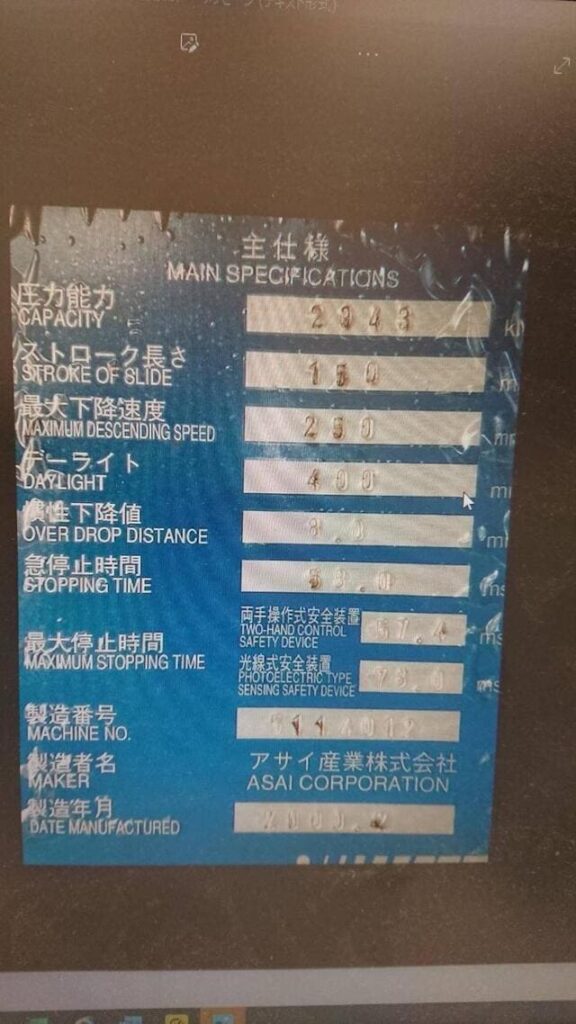 主仕様
MAIN SPECIFICATIONS
圧力能力
CAPACITY
2343
ストローク長さ
STROKE OF SLIDE
150
最大下降速度
MAXIMUM DESCENDING SPEED
250
デーライト
DAYLIGHT
400
慣性下降値
OVER DROP DISTANCE
急停止時間
STOPPING TIME
53.0
ms
最大停止時間
MAXIMUM STOPPING TIME
両手操作式安全装置
TWO-HAND CONTROL
SAFETY DEVICE
ms
光線式安全装置
PHOTOELECTRIC TYPE
SENSING SAFETY DEVICE
ms
製造番号
MACHINE NO.
製造者名
MAKER
アサイ産業株式会社
ASAI CORPORATION
製造年月
DATE MANUFACTURED